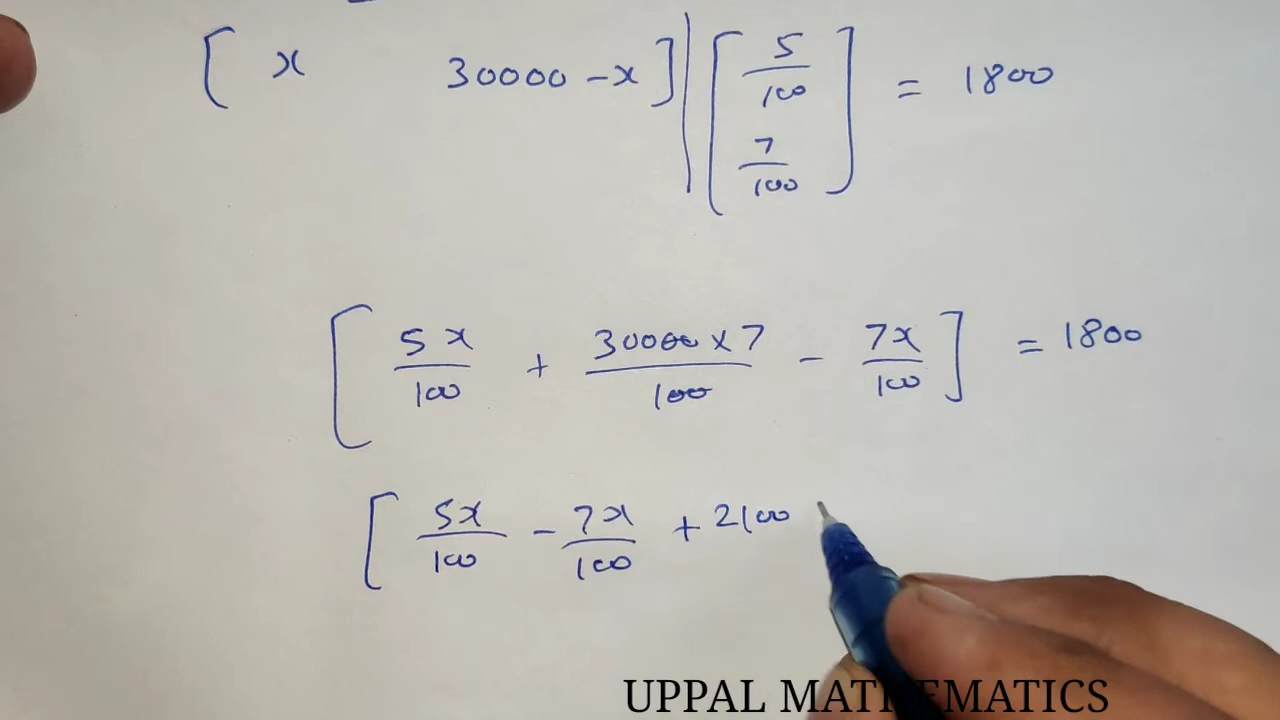 [ x 30000 - x ] | [ 5/100 7/100 ] = 1800
[ 5x/100 + 30000 x 7/100 - 7x/100 ] = 1800
[ 5x/100 - 7x/100 + 2100
UPPAL MATHEMATICS